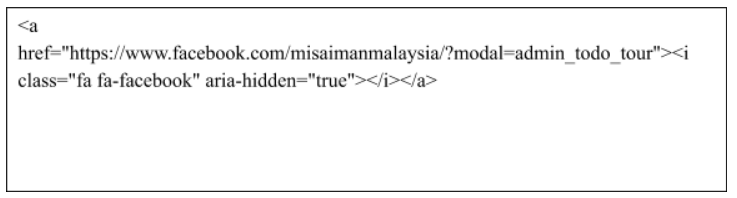 <a
href="https://www.facebook.com/misaimanmalaysia/?modal=admin_todo_tour"><i
class="fa fa-facebook" aria-hidden="true"></i></a>